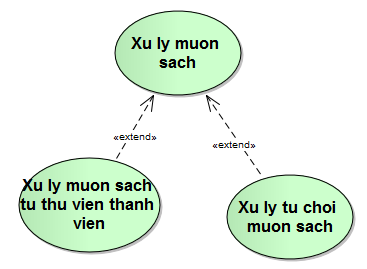 Xu ly muon
sach
«extend»
«extend»
Xu ly muon sach
tu thu vien thanh
vien
Xu ly tu choi
muon sach